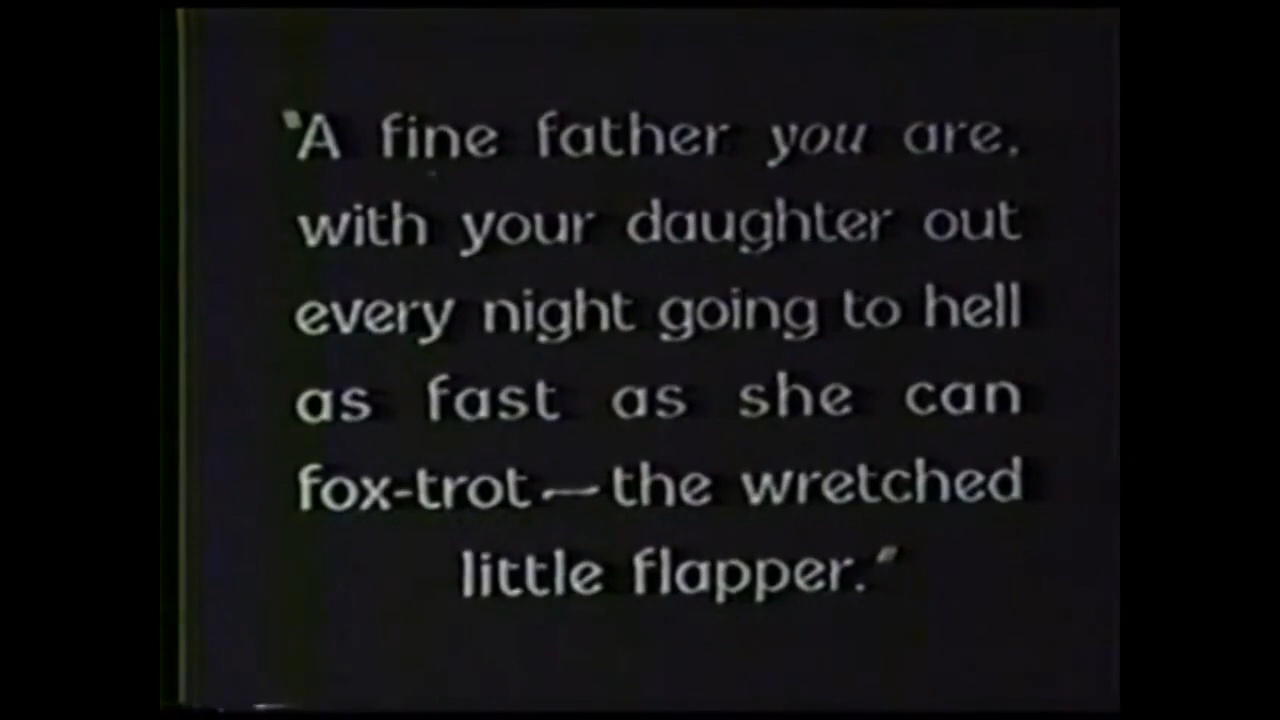 "A fine father you are,
with your daughter out
every night going to hell
as fast as she can
fox-trot—the wretched
little flapper."